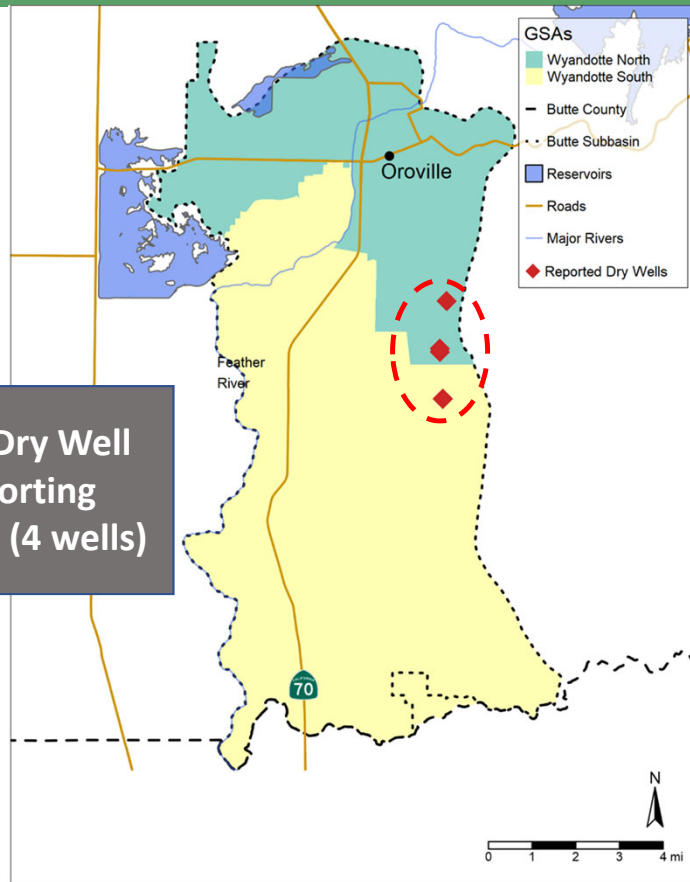 GSAs
Wyandotte North
Wyandotte South
Butte County
Butte Subbasin
Reservoirs
Roads
Major Rivers
Reported Dry Wells
Oroville
Feather
River
Dry Well
orting
(4 wells)
CALIFORNIA
70
N
0 1 2 3 4 mi